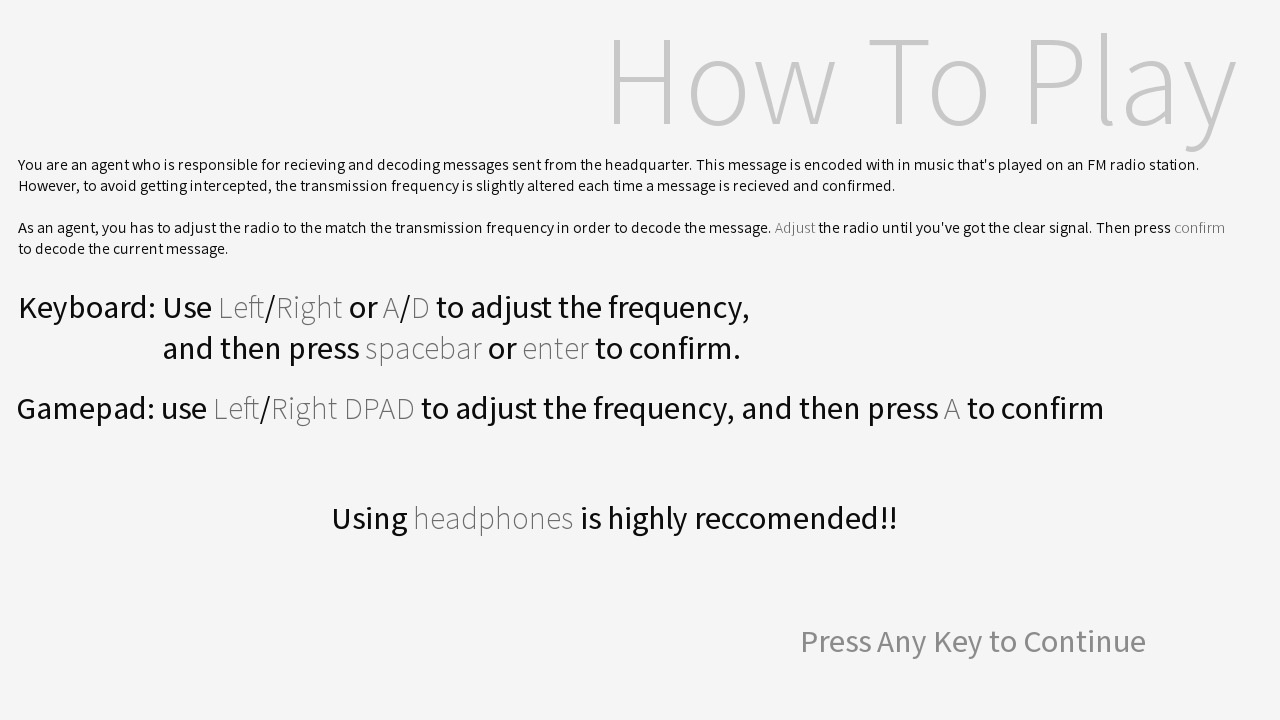 How To Play
You are an agent who is responsible for recieving and decoding messages sent from the headquarter. This message is encoded with in music that's played on an FM radio station.
However, to avoid getting intercepted, the transmission frequency is slightly altered each time a message is recieved and confirmed.
As an agent, you has to adjust the radio to the match the transmission frequency in order to decode the message. Adjust the radio until you've got the clear signal. Then press confirm
to decode the current message.
Keyboard: Use Left/Right or A/D to adjust the frequency,
and then press spacebar or enter to confirm.
Gamepad: use Left/Right DPAD to adjust the frequency, and then press A to confirm
Using headphones is highly reccomended!!
Press Any Key to Continue